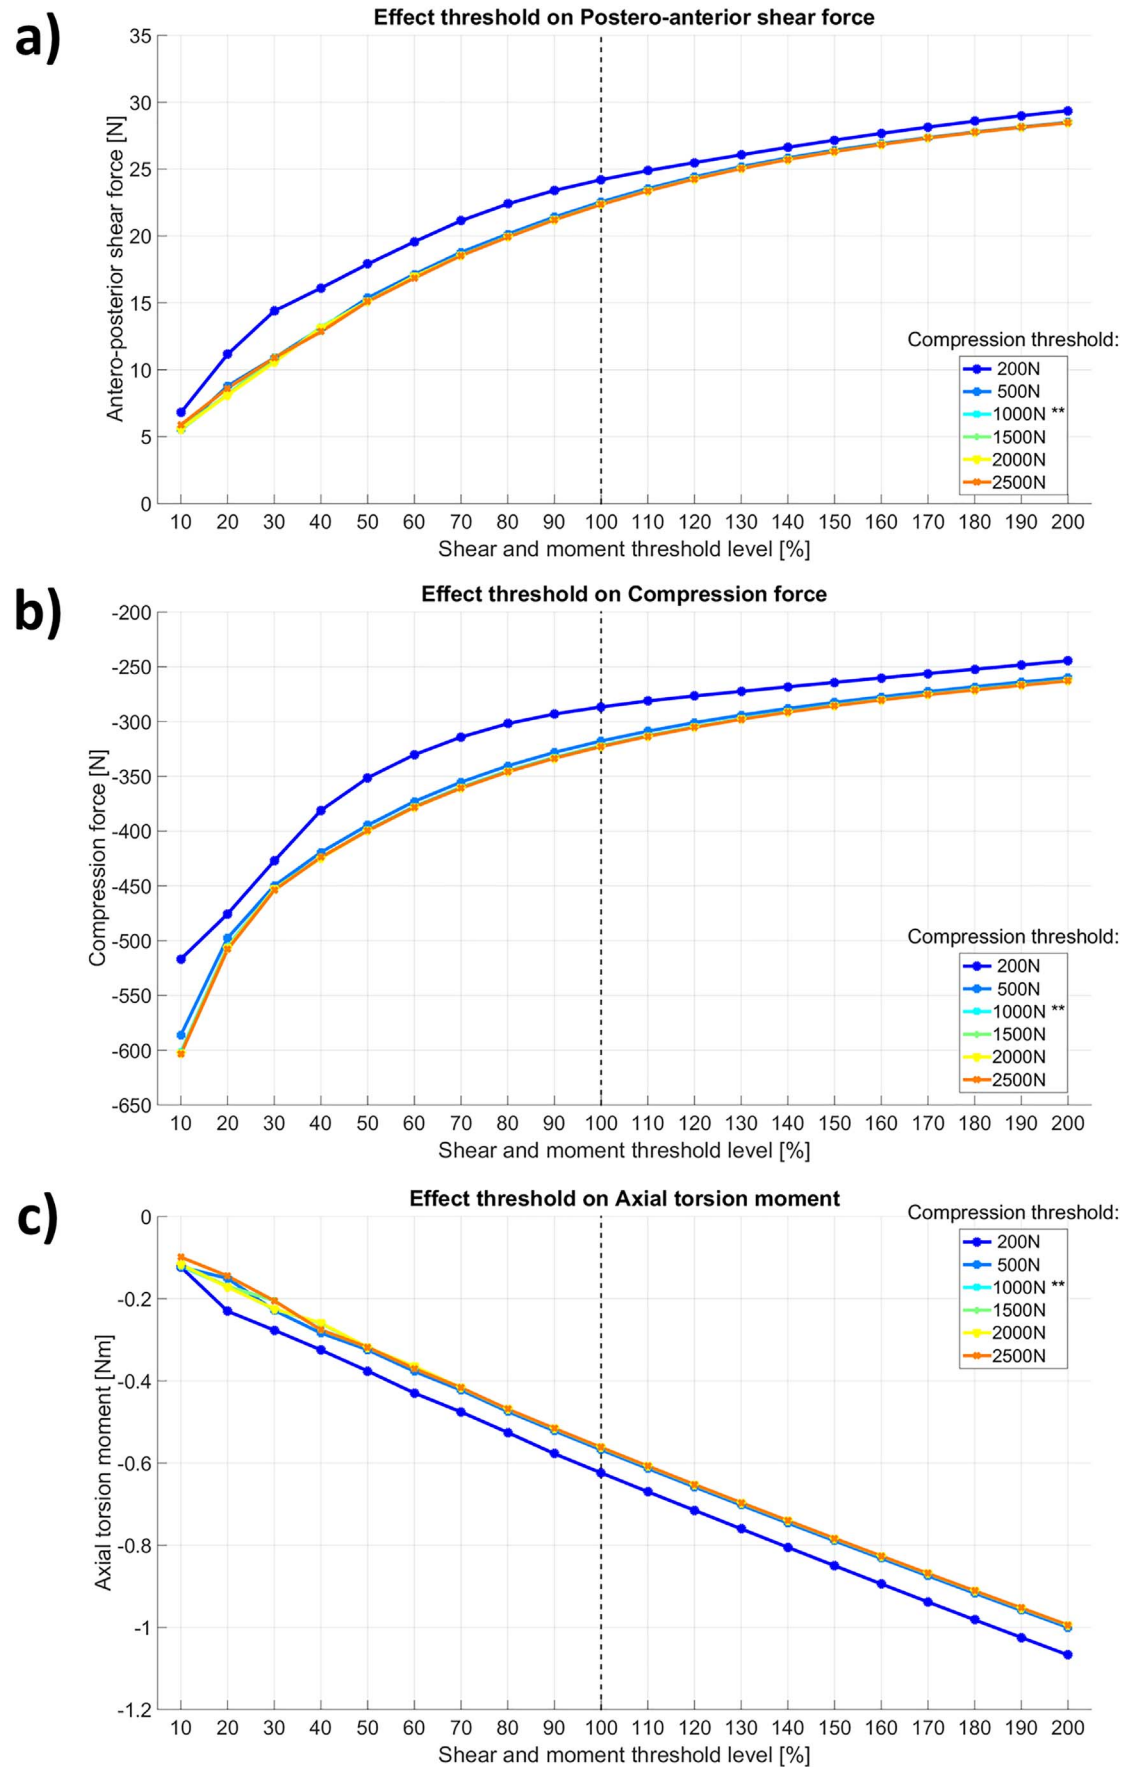 a)
Effect threshold on Postero-anterior shear force
Antero-posterior shear force [N]
35
30
25
20
15
10
5
0
Compression threshold:
200N
500N
1000N **
1500N
2000N
2500N
10 20 30 40 50 60 70 80 90 100 110 120 130 140 150 160 170 180 190 200
Shear and moment threshold level [%]
b)
Effect threshold on Compression force
Compression force [N]
-200
-250
-300
-350
-400
-450
-500
-550
-600
-650
Compression threshold:
200N
500N
1000N **
1500N
2000N
2500N
10 20 30 40 50 60 70 80 90 100 110 120 130 140 150 160 170 180 190 200
Shear and moment threshold level [%]
c)
Effect threshold on Axial torsion moment
Compression threshold:
200N
500N
1000N **
1500N
2000N
2500N
Axial torsion moment [Nm]
0
-0.2
-0.4
-0.6
-0.8
-1
-1.2
10 20 30 40 50 60 70 80 90 100 110 120 130 140 150 160 170 180 190 200
Shear and moment threshold level [%]